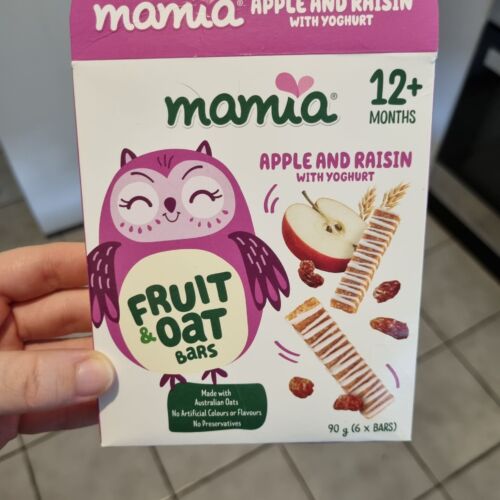 mamia® APPLE AND RAISIN
WITH YOGHURT
mamia®
12+
MONTHS
APPLE AND RAISIN
WITH YOGHURT
FRUIT
& OAT
BARS
Made with
Australian Oats
No Artificial Colours or Flavours
No Preservatives
90 g (6 x BARS)